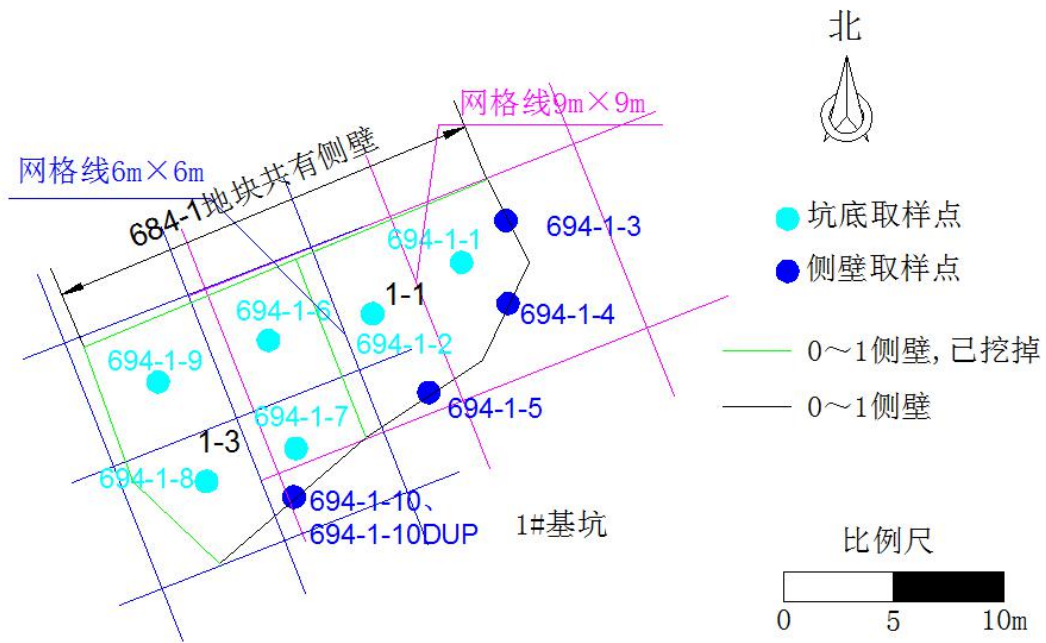 北
网格线9m×9m
网格线6m×6m
684-1地块共有侧壁
坑底取样点
694-1-3
694-1-1
侧壁取样点
1-1
694-1-6
694-1-4
694-1-2
0～1侧壁,已挖掉
694-1-9
694-1-5
0～1侧壁
694-1-7
1-3
694-1-8
694-1-10、
694-1-10DUP
1#基坑
比例尺
0 5 10m